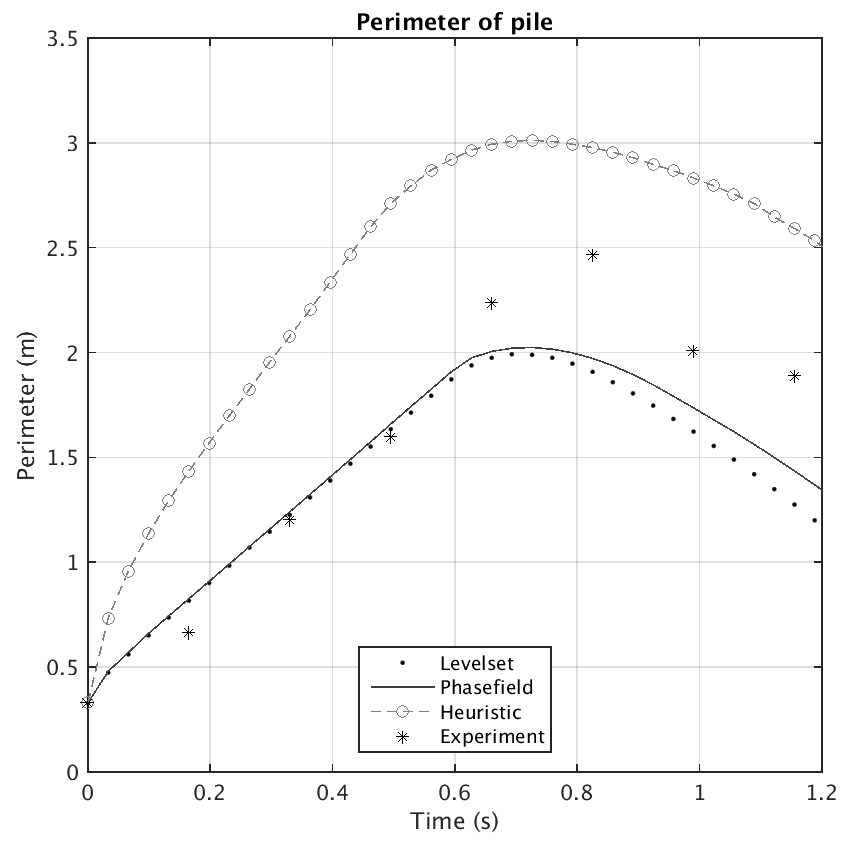 Perimeter of pile
3.5
3
2.5
2
1.5
1
0.5
0
Perimeter (m)
Levelset
Phasefield
Heuristic
Experiment
0 0.2 0.4 0.6 0.8 1 1.2
Time (s)